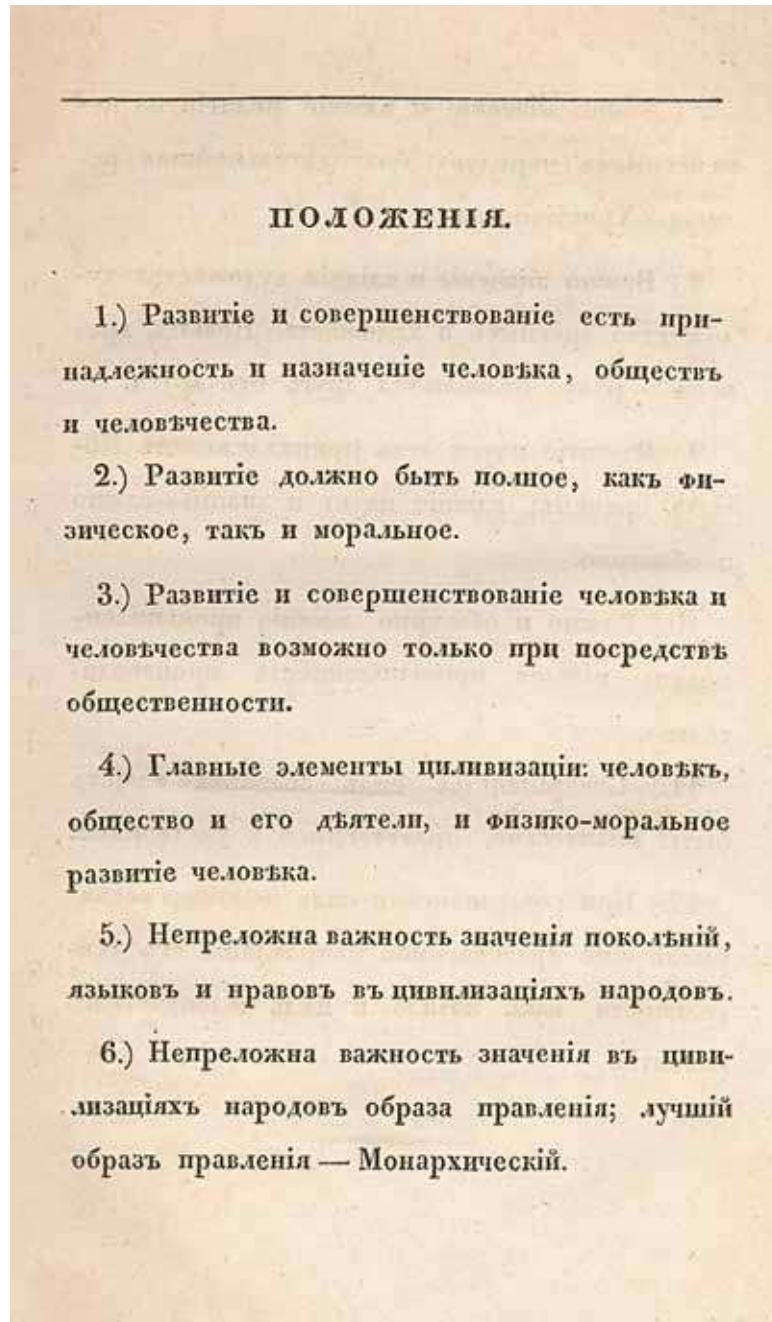 ПОЛОЖЕНІЯ.
1.) Развитіе и совершенствованіе есть при-
надлежность и назначеніе человѣка, обществъ
и человѣчества.
2.) Развитіе должно быть полное, какъ фи-
зическое, такъ и моральное.
3.) Развитіе и совершенствованіе человѣка и
человѣчества возможно только при посредствѣ
общественности.
4.) Главные элементы циливизаціи: человѣкъ,
общество и его дѣятели, и физико-моральное
развитіе человѣка.
5.) Непреложна важность значенія поколѣній,
языковъ и нравовъ въ цивилизаціяхъ народовъ.
6.) Непреложна важность значенія въ циви-
лизаціяхъ народовъ образа правленія; лучшій
образъ правленія — Монархическій.